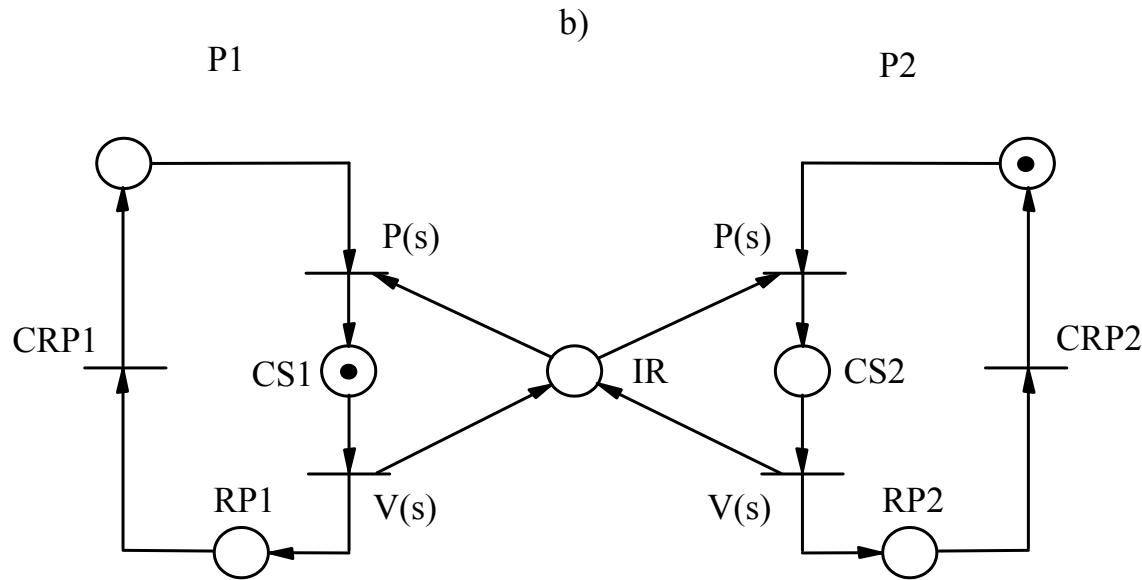 b)
P1
P2
P(s)
P(s)
CRP1
CS1
IR
CS2
CRP2
RP1
V(s)
V(s)
RP2